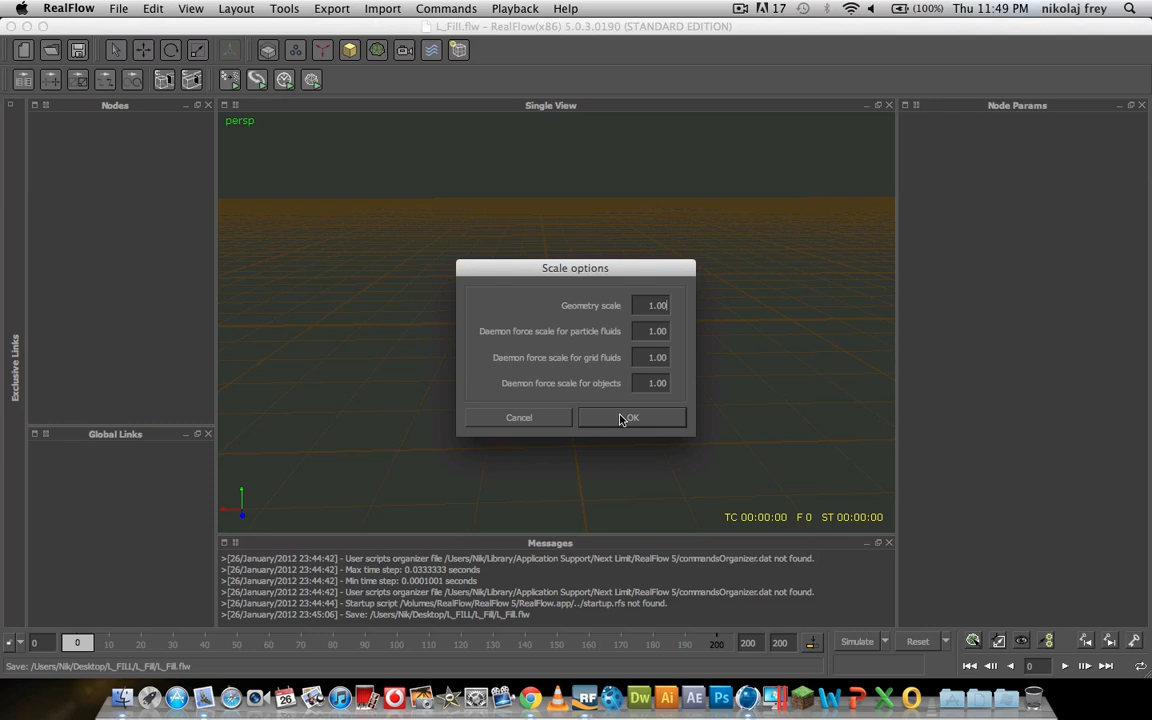 RealFlow File Edit View Layout Tools Export Import Commands Playback Help 17 (100%) Thu 11:49 PM nikolaj frey
L_Fill.flw - RealFlow(x86) 5.0.3.0190 (STANDARD EDITION)
Nodes
Single View
Node Params
persp
Scale options
Geometry scale 1.00
Daemon force scale for particle fluids 1.00
Daemon force scale for grid fluids 1.00
Daemon force scale for objects 1.00
Cancel
OK
Exclusive Links
Global Links
TC 00:00:00 F 0 ST 00:00:00
Messages
>[26/January/2012 23:44:42] - User scripts organizer file /Users/Nik/Library/Application Support/Next Limit/RealFlow 5/commandsOrganizer.dat not found.
>[26/January/2012 23:44:42] - Max time step: 0.0333333 seconds
>[26/January/2012 23:44:42] - Min time step: 0.0001001 seconds
>[26/January/2012 23:44:42] - User scripts organizer file /Users/Nik/Library/Application Support/Next Limit/RealFlow 5/commandsOrganizer.dat not found.
>[26/January/2012 23:44:44] - Startup script /Volumes/RealFlow/RealFlow 5/RealFlow.app/../startup.rfs not found.
>[26/January/2012 23:45:06] - Save: /Users/Nik/Desktop/L_FILL/L_Fill/L_Fill.flw
0 0 10 20 30 40 50 60 70 80 90 100 110 120 130 140 150 160 170 180 190 200 200 200 Simulate Reset
Save: /Users/Nik/Desktop/L_FILL/L_Fill/L_Fill.flw
0
26 RF Dw Ai AE Ps